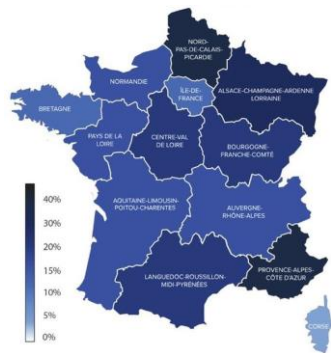 NORD-
PAS-DE-CALAIS-
PICARDIE
NORMANDIE
ÎLE-DE-
FRANCE
ALSACE-CHAMPAGNE-ARDENNE
LORRAINE
BRETAGNE
PAYS DE LA
LOIRE
CENTRE-VAL
DE LOIRE
BOURGOGNE-
FRANCHE-COMTÉ
AQUITAINE-LIMOUSIN-
POITOU-CHARENTES
AUVERGNE-
RHÔNE-ALPES
LANGUEDOC-ROUSSILLON-
MIDI-PYRÉNÉES
PROVENCE-ALPES-
CÔTE D'AZUR
CORSE
40%
20%
15%
10%
5%
0%